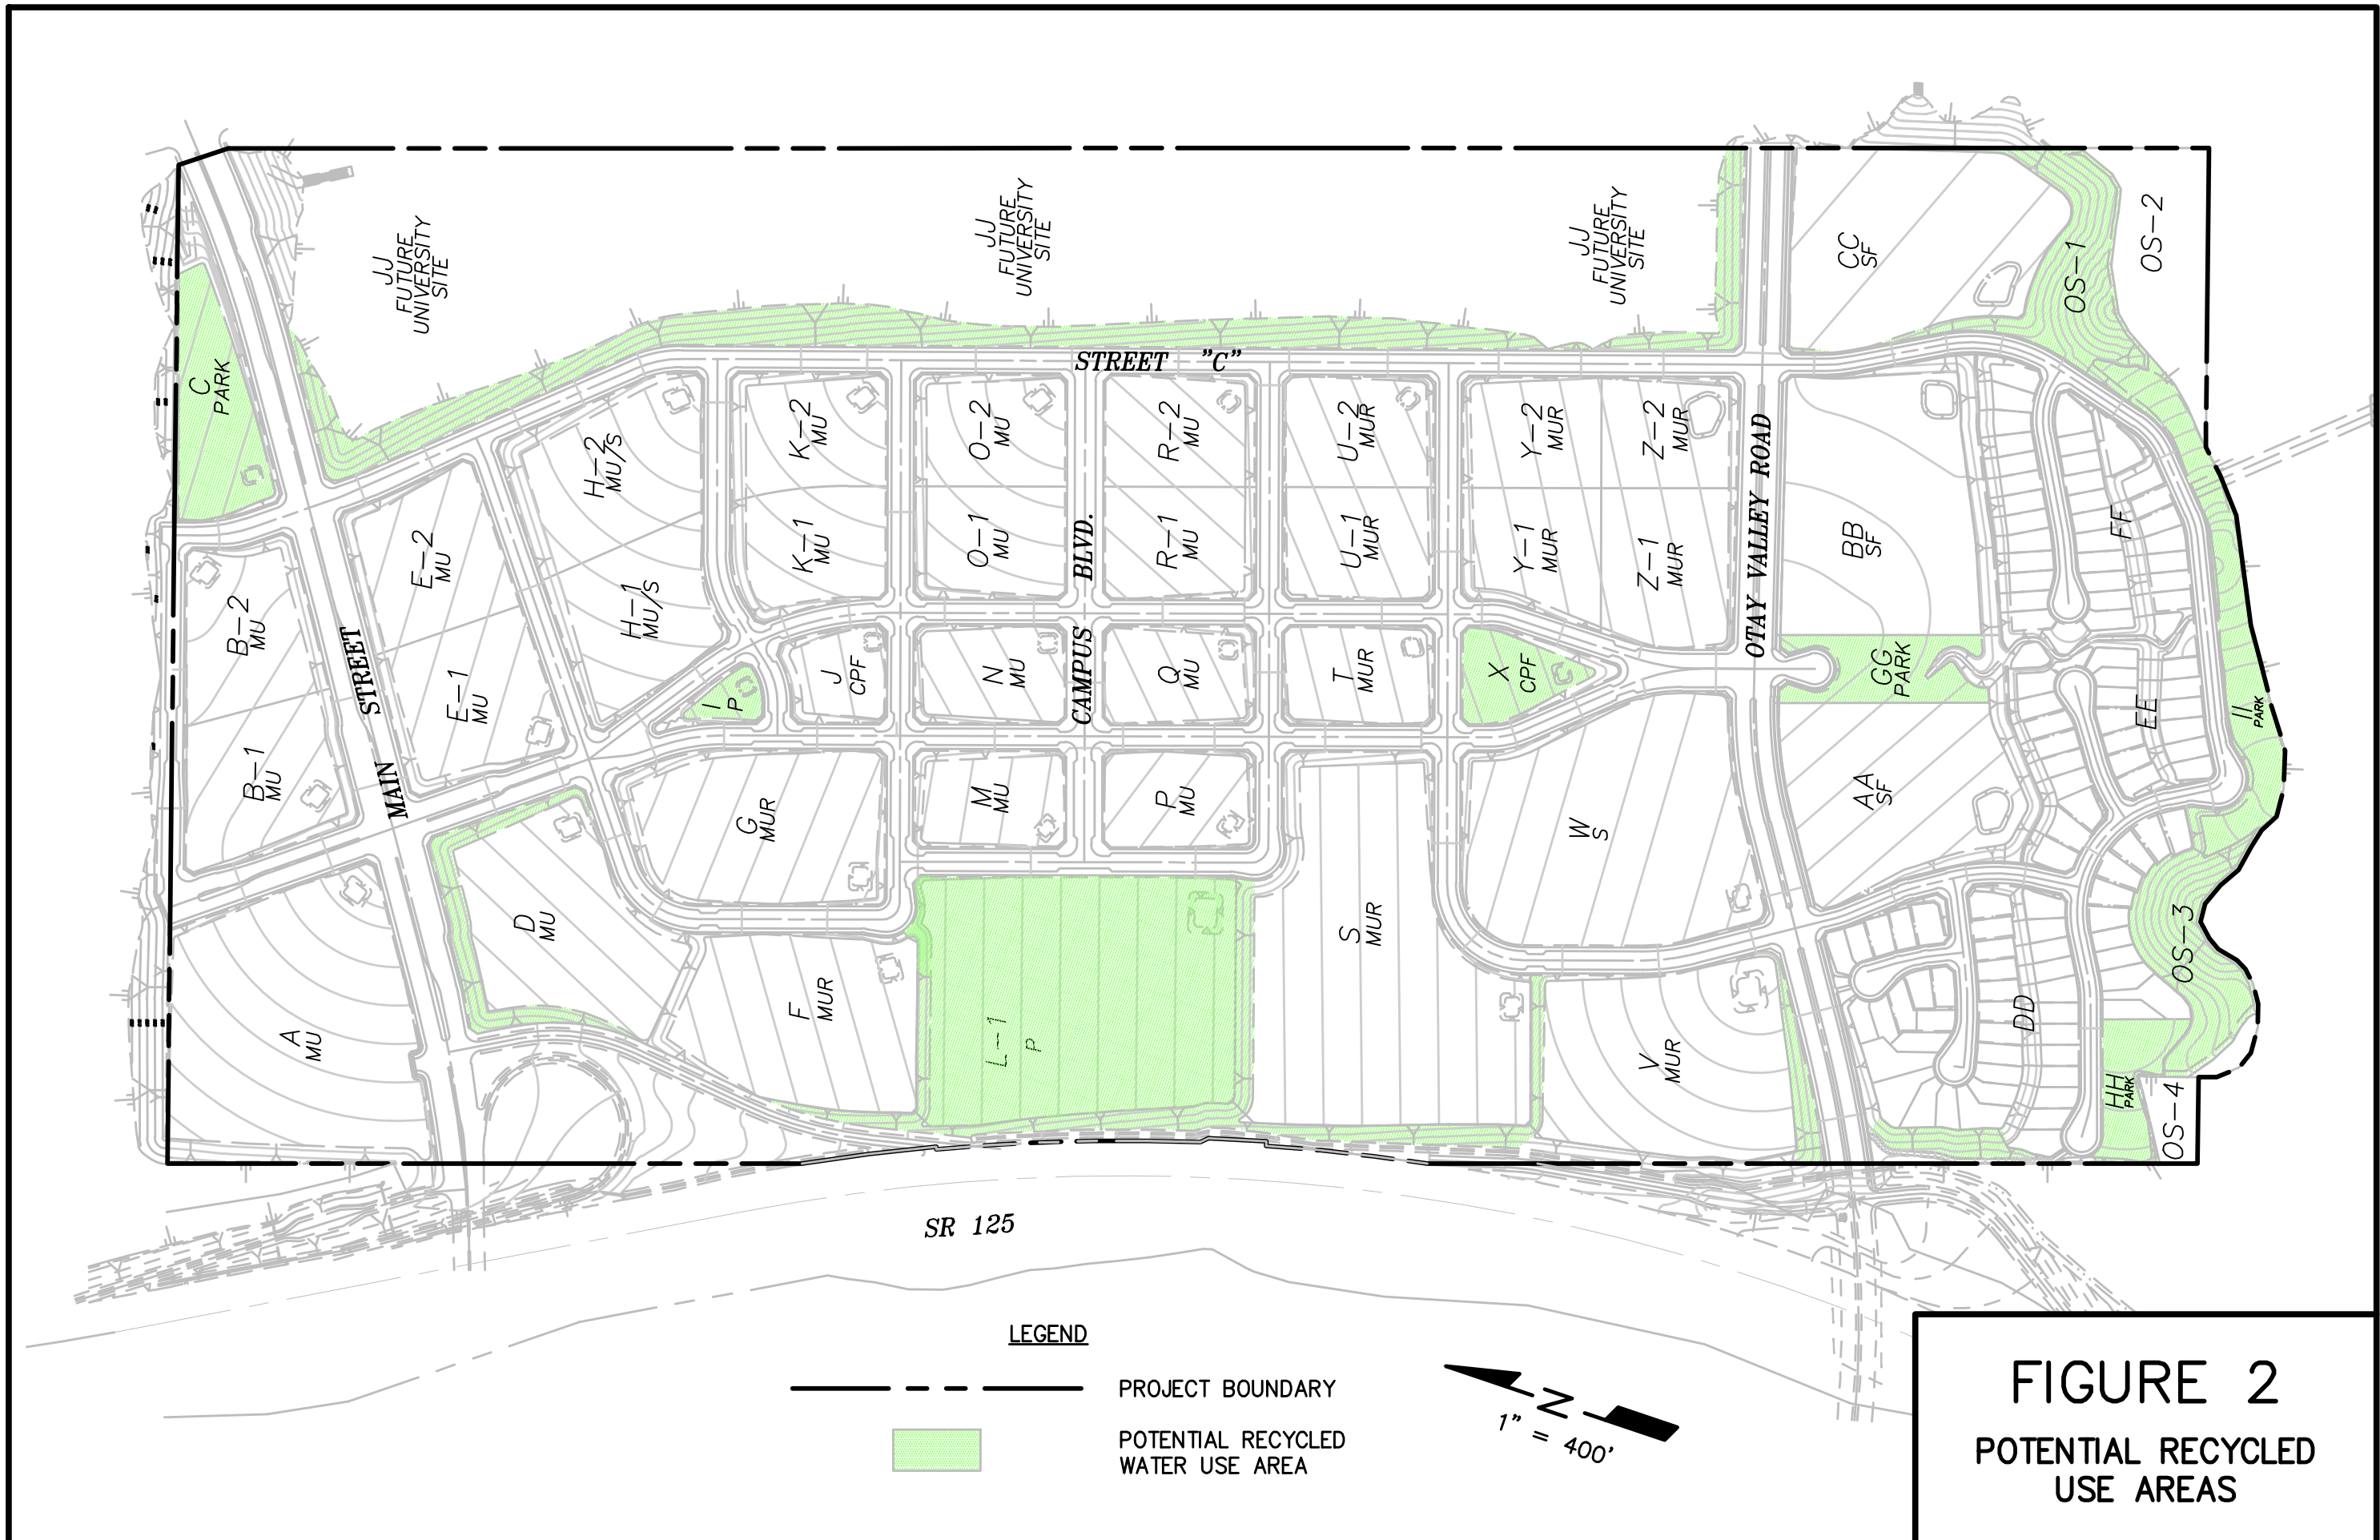 JJ
FUTURE
UNIVERSITY
SITE
JJ
FUTURE
UNIVERSITY
SITE
JJ
FUTURE
UNIVERSITY
SITE
CC
SF
OS-1
OS-2
C
PARK
STREET "C"
H-2
MU/S
K-2
MU
O-2
MU
R-2
MU
U-2
MUR
Y-2
MUR
Z-2
MUR
OTAY VALLEY ROAD
E-2
MU
H-1
MU/S
K-1
MU
O-1
MU
CAMPUS BLVD.
R-1
MU
U-1
MUR
Y-1
MUR
Z-1
MUR
BB
SF
FF
B-2
MU
MAIN STREET
E-1
MU
I
P
J
CPF
N
MU
Q
MU
T
MUR
X
CPF
GG
PARK
EE
II
PARK
B-1
MU
G
MUR
M
MU
P
MU
W
S
AA
SF
D
MU
F
MUR
L-1
P
S
MUR
V
MUR
DD
OS-3
A
MU
HH
PARK
OS-4
SR 125
LEGEND
PROJECT BOUNDARY
POTENTIAL RECYCLED
WATER USE AREA
N
1" = 400'
FIGURE 2
POTENTIAL RECYCLED
USE AREAS